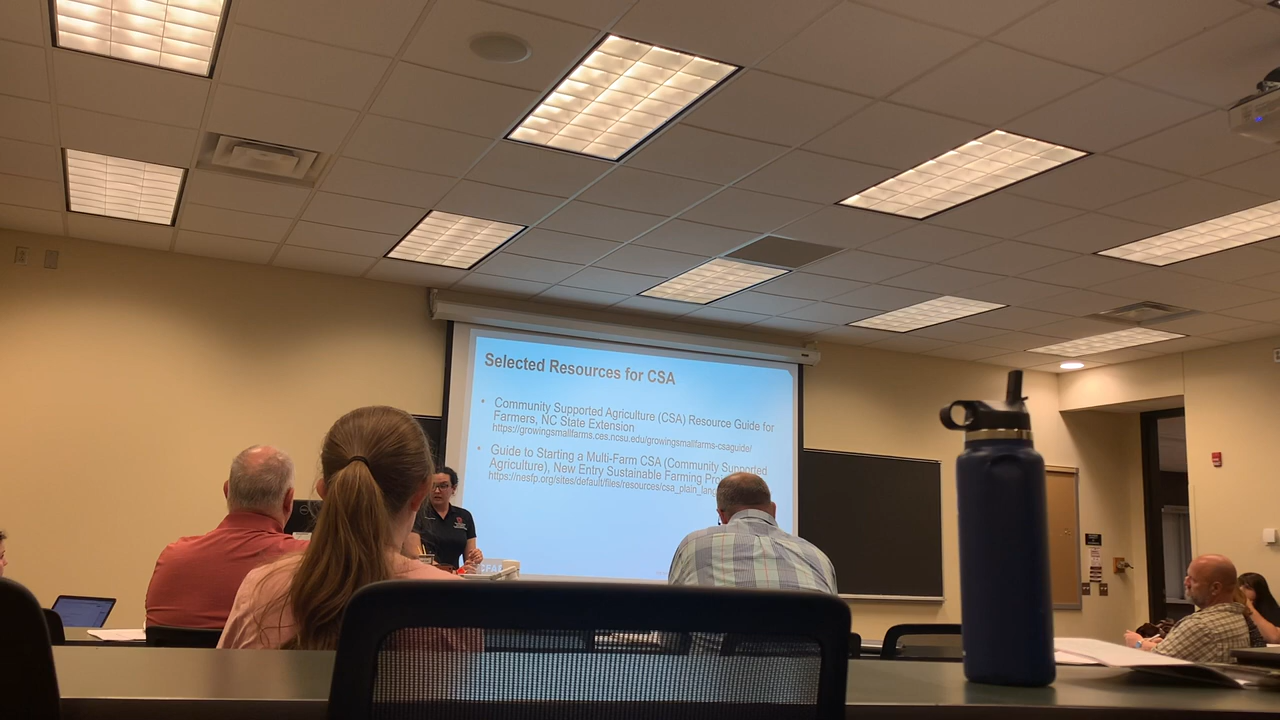 Selected Resources for CSA
• Community Supported Agriculture (CSA) Resource Guide for
Farmers, NC State Extension
https://growingsmallfarms.ces.ncsu.edu/growingsmallfarms-csaguide/
• Guide to Starting a Multi-Farm CSA (Community Supported
Agriculture), New Entry Sustainable Farming
https://nesfp.org/sites/default/files/resources/csa_plain_lang